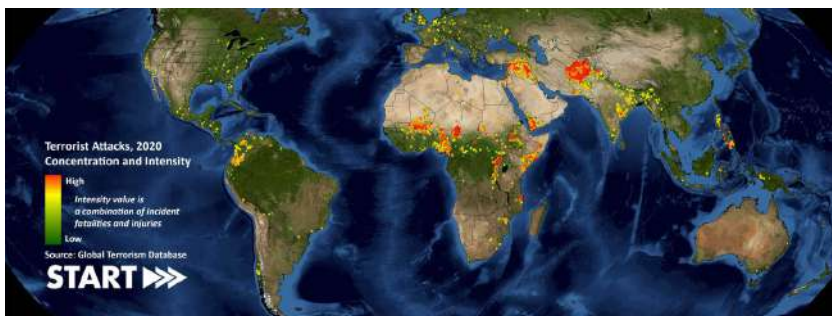 Terrorist Attacks, 2020
Concentration and Intensity
High
Intensity value is
a combination of incident
fatalities and injuries
Low
Source: Global Terrorism Database
START